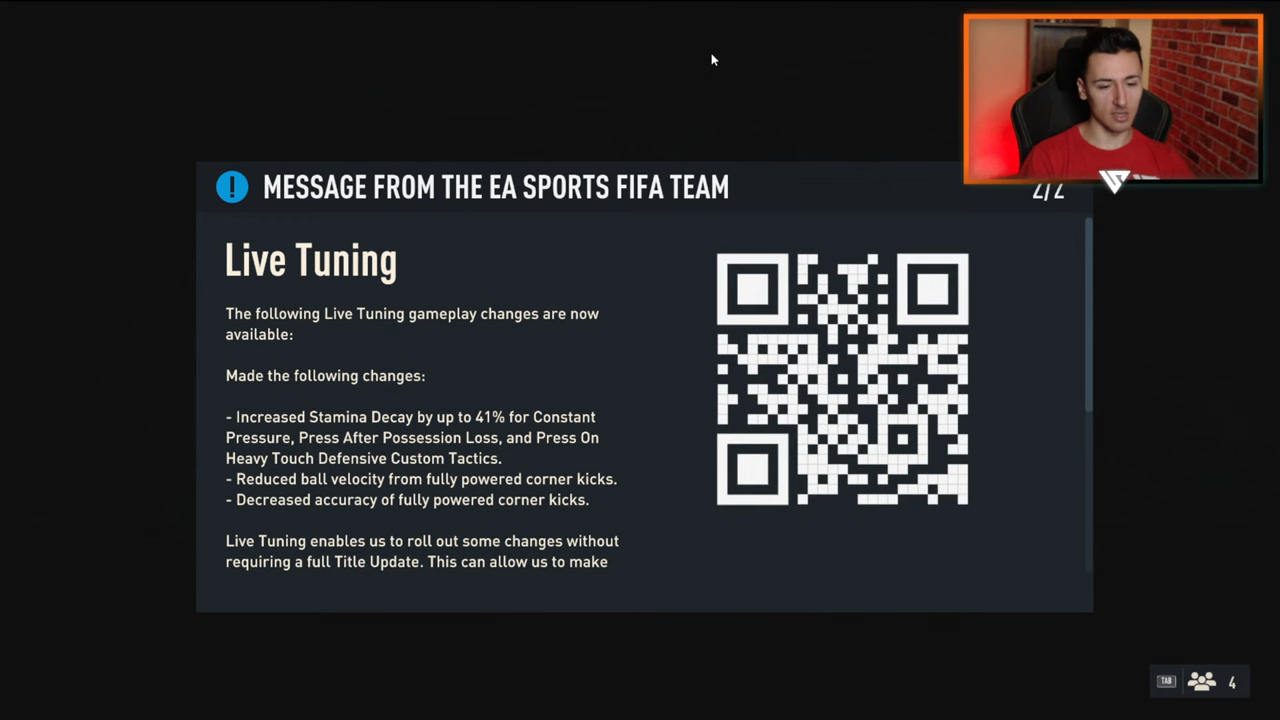 MESSAGE FROM THE EA SPORTS FIFA TEAM
2/2
Live Tuning
The following Live Tuning gameplay changes are now
available:
Made the following changes:
- Increased Stamina Decay by up to 41% for Constant
Pressure, Press After Possession Loss, and Press On
Heavy Touch Defensive Custom Tactics.
- Reduced ball velocity from fully powered corner kicks.
- Decreased accuracy of fully powered corner kicks.
Live Tuning enables us to roll out some changes without
requiring a full Title Update. This can allow us to make
TAB
4